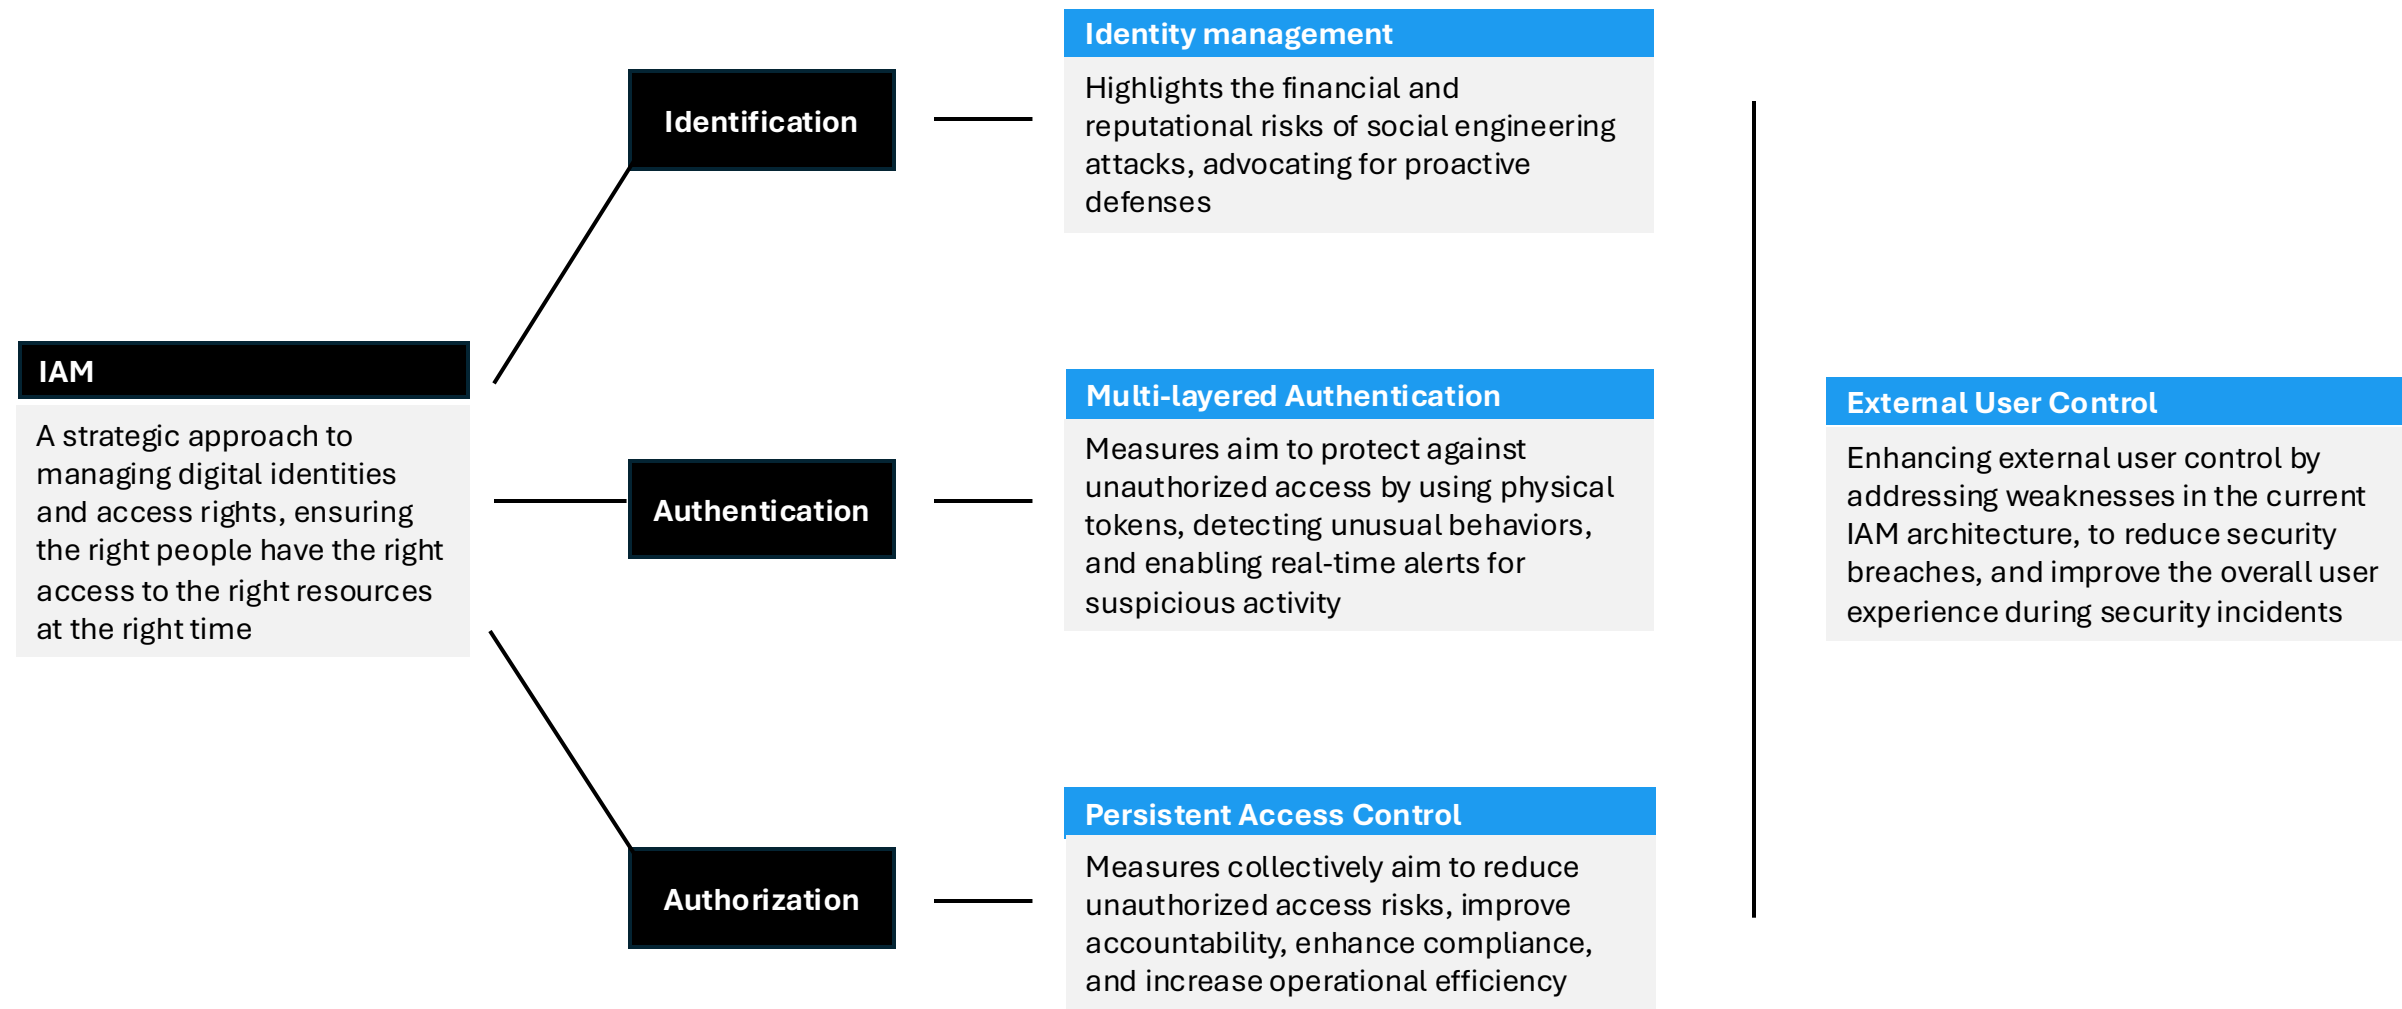 IAM
A strategic approach to
managing digital identities
and access rights, ensuring
the right people have the right
access to the right resources
at the right time
Identification
Authentication
Authorization
Identity management
Highlights the financial and
reputational risks of social engineering
attacks, advocating for proactive
defenses
Multi-layered Authentication
Measures aim to protect against
unauthorized access by using physical
tokens, detecting unusual behaviors,
and enabling real-time alerts for
suspicious activity
Persistent Access Control
Measures collectively aim to reduce
unauthorized access risks, improve
accountability, enhance compliance,
and increase operational efficiency
External User Control
Enhancing external user control by
addressing weaknesses in the current
IAM architecture, to reduce security
breaches, and improve the overall user
experience during security incidents